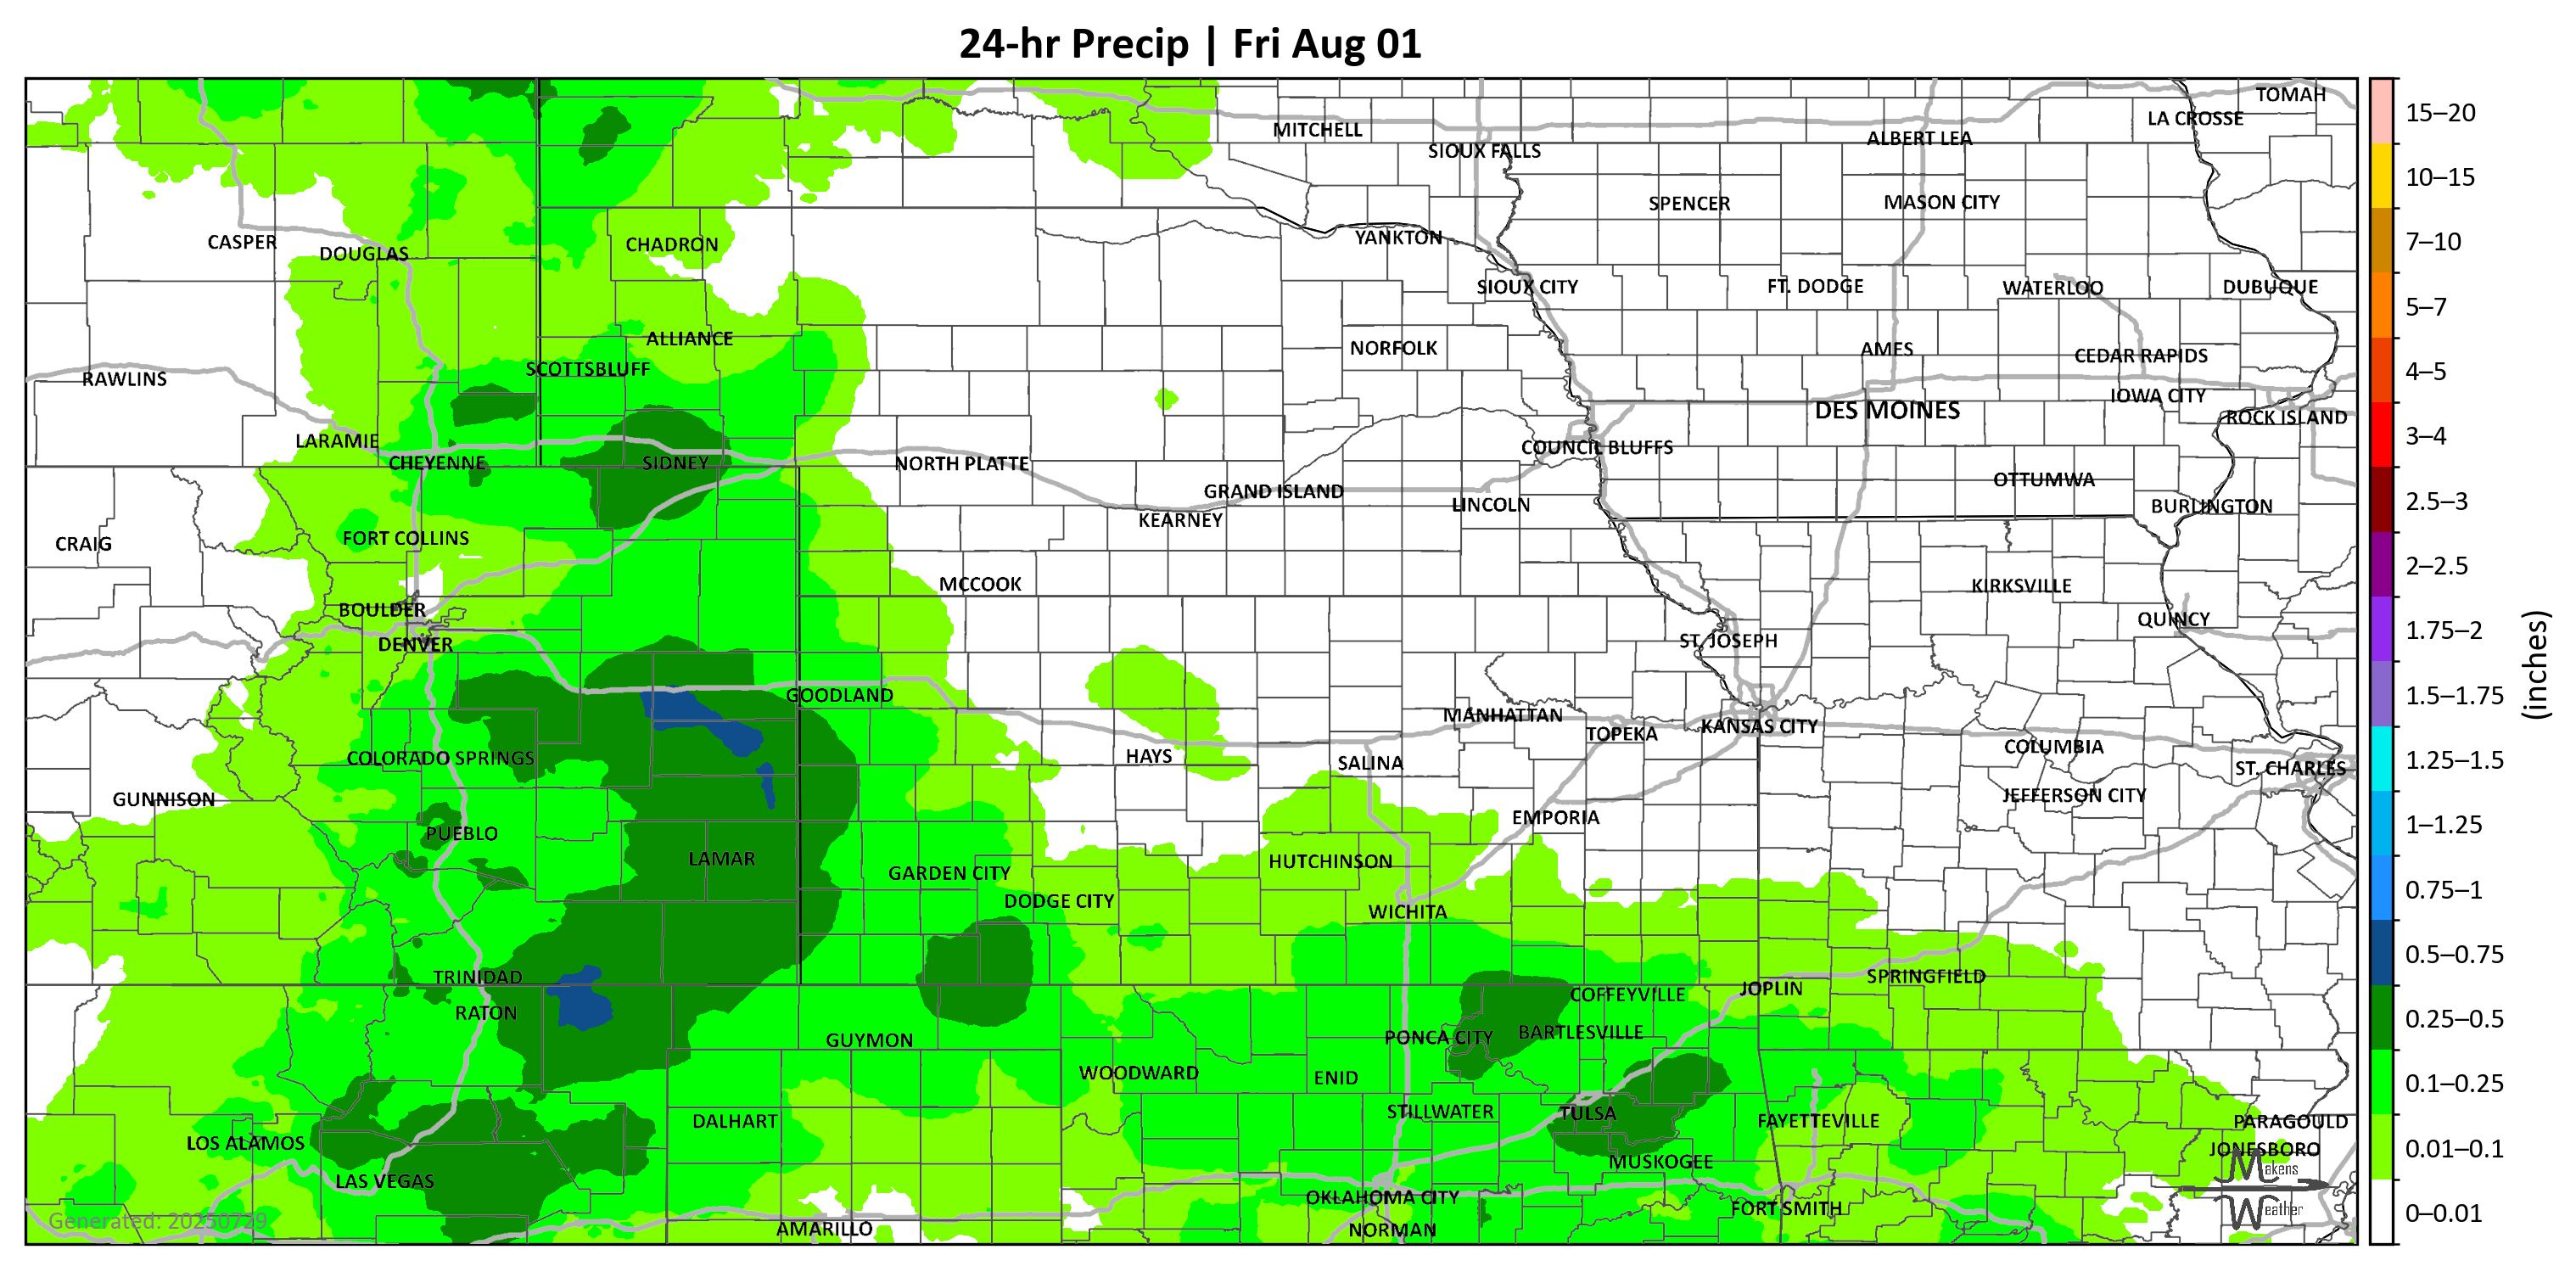 24-hr Precip | Fri Aug 01
TOMAH
LA CROSSE
MITCHELL
ALBERT LEA
SIOUX FALLS
SPENCER
MASON CITY
CASPER
DOUGLAS
CHADRON
YANKTON
SIOUX CITY
FT. DODGE
WATERLOO
DUBUQUE
ALLIANCE
NORFOLK
AMES
CEDAR RAPIDS
SCOTTSBLUFF
RAWLINS
IOWA CITY
DES MOINES
ROCK ISLAND
LARAMIE
COUNCIL BLUFFS
CHEYENNE
SIDNEY
NORTH PLATTE
OTTUMWA
GRAND ISLAND
LINCOLN
BURLINGTON
KEARNEY
FORT COLLINS
CRAIG
MCCOOK
KIRKSVILLE
BOULDER
QUINCY
DENVER
ST. JOSEPH
GOODLAND
MANHATTAN
KANSAS CITY
TOPEKA
COLUMBIA
COLORADO SPRINGS
HAYS
SALINA
ST. CHARLES
GUNNISON
JEFFERSON CITY
EMPORIA
PUEBLO
LAMAR
HUTCHINSON
GARDEN CITY
DODGE CITY
WICHITA
TRINIDAD
SPRINGFIELD
JOPLIN
COFFEYVILLE
RATON
BARTLESVILLE
PONCA CITY
GUYMON
WOODWARD
ENID
STILLWATER
TULSA
DALHART
FAYETTEVILLE
PARAGOULD
LOS ALAMOS
JONESBORO
MUSKOGEE
LAS VEGAS
OKLAHOMA CITY
FORT SMITH
AMARILLO
NORMAN
Generated: 20250729
Makens
Weather
15–20
10–15
7–10
5–7
4–5
3–4
2.5–3
2–2.5
1.75–2
1.5–1.75
1.25–1.5
1–1.25
0.75–1
0.5–0.75
0.25–0.5
0.1–0.25
0.01–0.1
0–0.01
(inches)